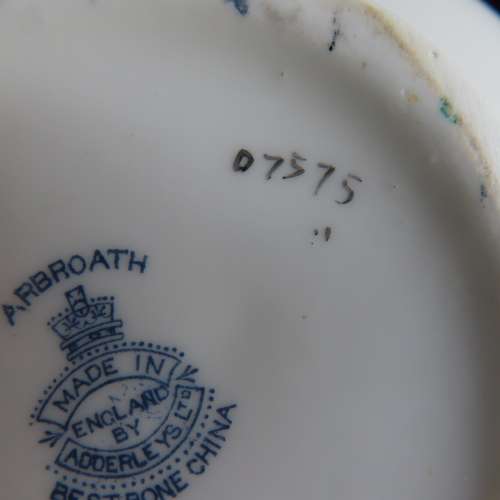 07575
ARBROATH
MADE IN
ENGLAND
BY
ADDERLEYS LTD
BEST BONE CHINA